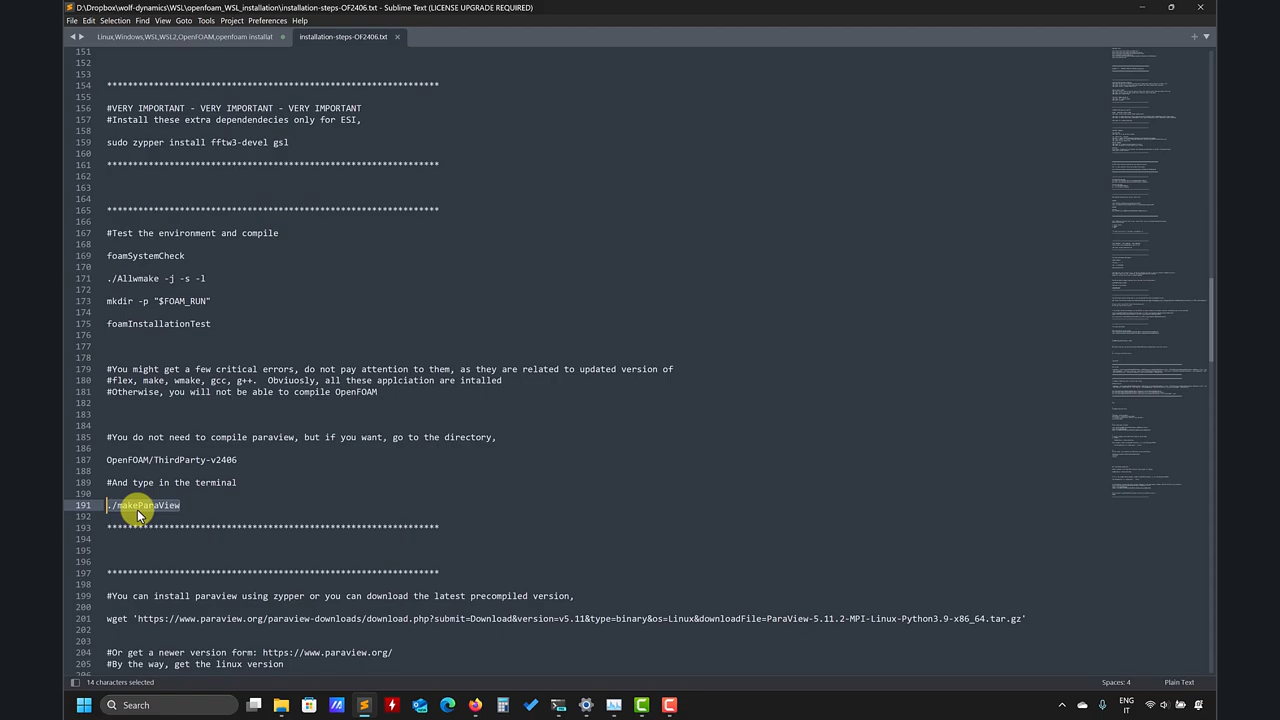 D:\Dropbox\wolf-dynamics\WSL\openfoam_WSL_installation\installation-steps-OF2406.txt - Sublime Text (LICENSE UPGRADE REQUIRED)
File Edit Selection Find View Goto Tools Project Preferences Help
Linux,Windows,WSL,WSL2,OpenFOAM,openfoam installat
installation-steps-OF2406.txt
151
152
153
154 ****************************************************************
155
156 #VERY IMPORTANT - VERY IMPORTANT - VERY IMPORTANT
157 #Install these extra dependendecies only for ESI,
158
159 sudo zypper install fftw3-devel gsl
160
161 ****************************************************************
162
163
164
165 ****************************************************************
166
167 #Test the environment and compile
168
169 foamSystemCheck
170
171 ./Allwmake -j -s -l
172
173 mkdir -p "$FOAM_RUN"
174
175 foamInstallationTest
176
177
178
179 #You might get a few critical errors, do not pay attention to them, as they are related to updated version of
180 #flex, make, wmake, gcc, g++.  Obviuosly, all these applciation are intalled
181 #Otherwise, you will not be able to compile OpenFOAM
182
183
184
185 #You do not need to compile paraview, but if you want, go to the directory,
186
187 OpenFOAM/ThirdParty-v2406
188
189 #And type in the terminal
190
191 ./makeParaView
192
193 ****************************************************************
194
195
196
197 ****************************************************************
198
199 #You can install paraview using zypper or you can download the latest precompiled version,
200
201 wget 'https://www.paraview.org/paraview-downloads/download.php?submit=Download&version=v5.11&type=binary&os=Linux&downloadFile=ParaView-5.11.2-MPI-Linux-Python3.9-x86_64.tar.gz'
202
203
204 #Or get a newer version form: https://www.paraview.org/
205 #By the way, get the linux version
14 characters selected
Spaces: 4
Plain Text
Search
ENG
IT